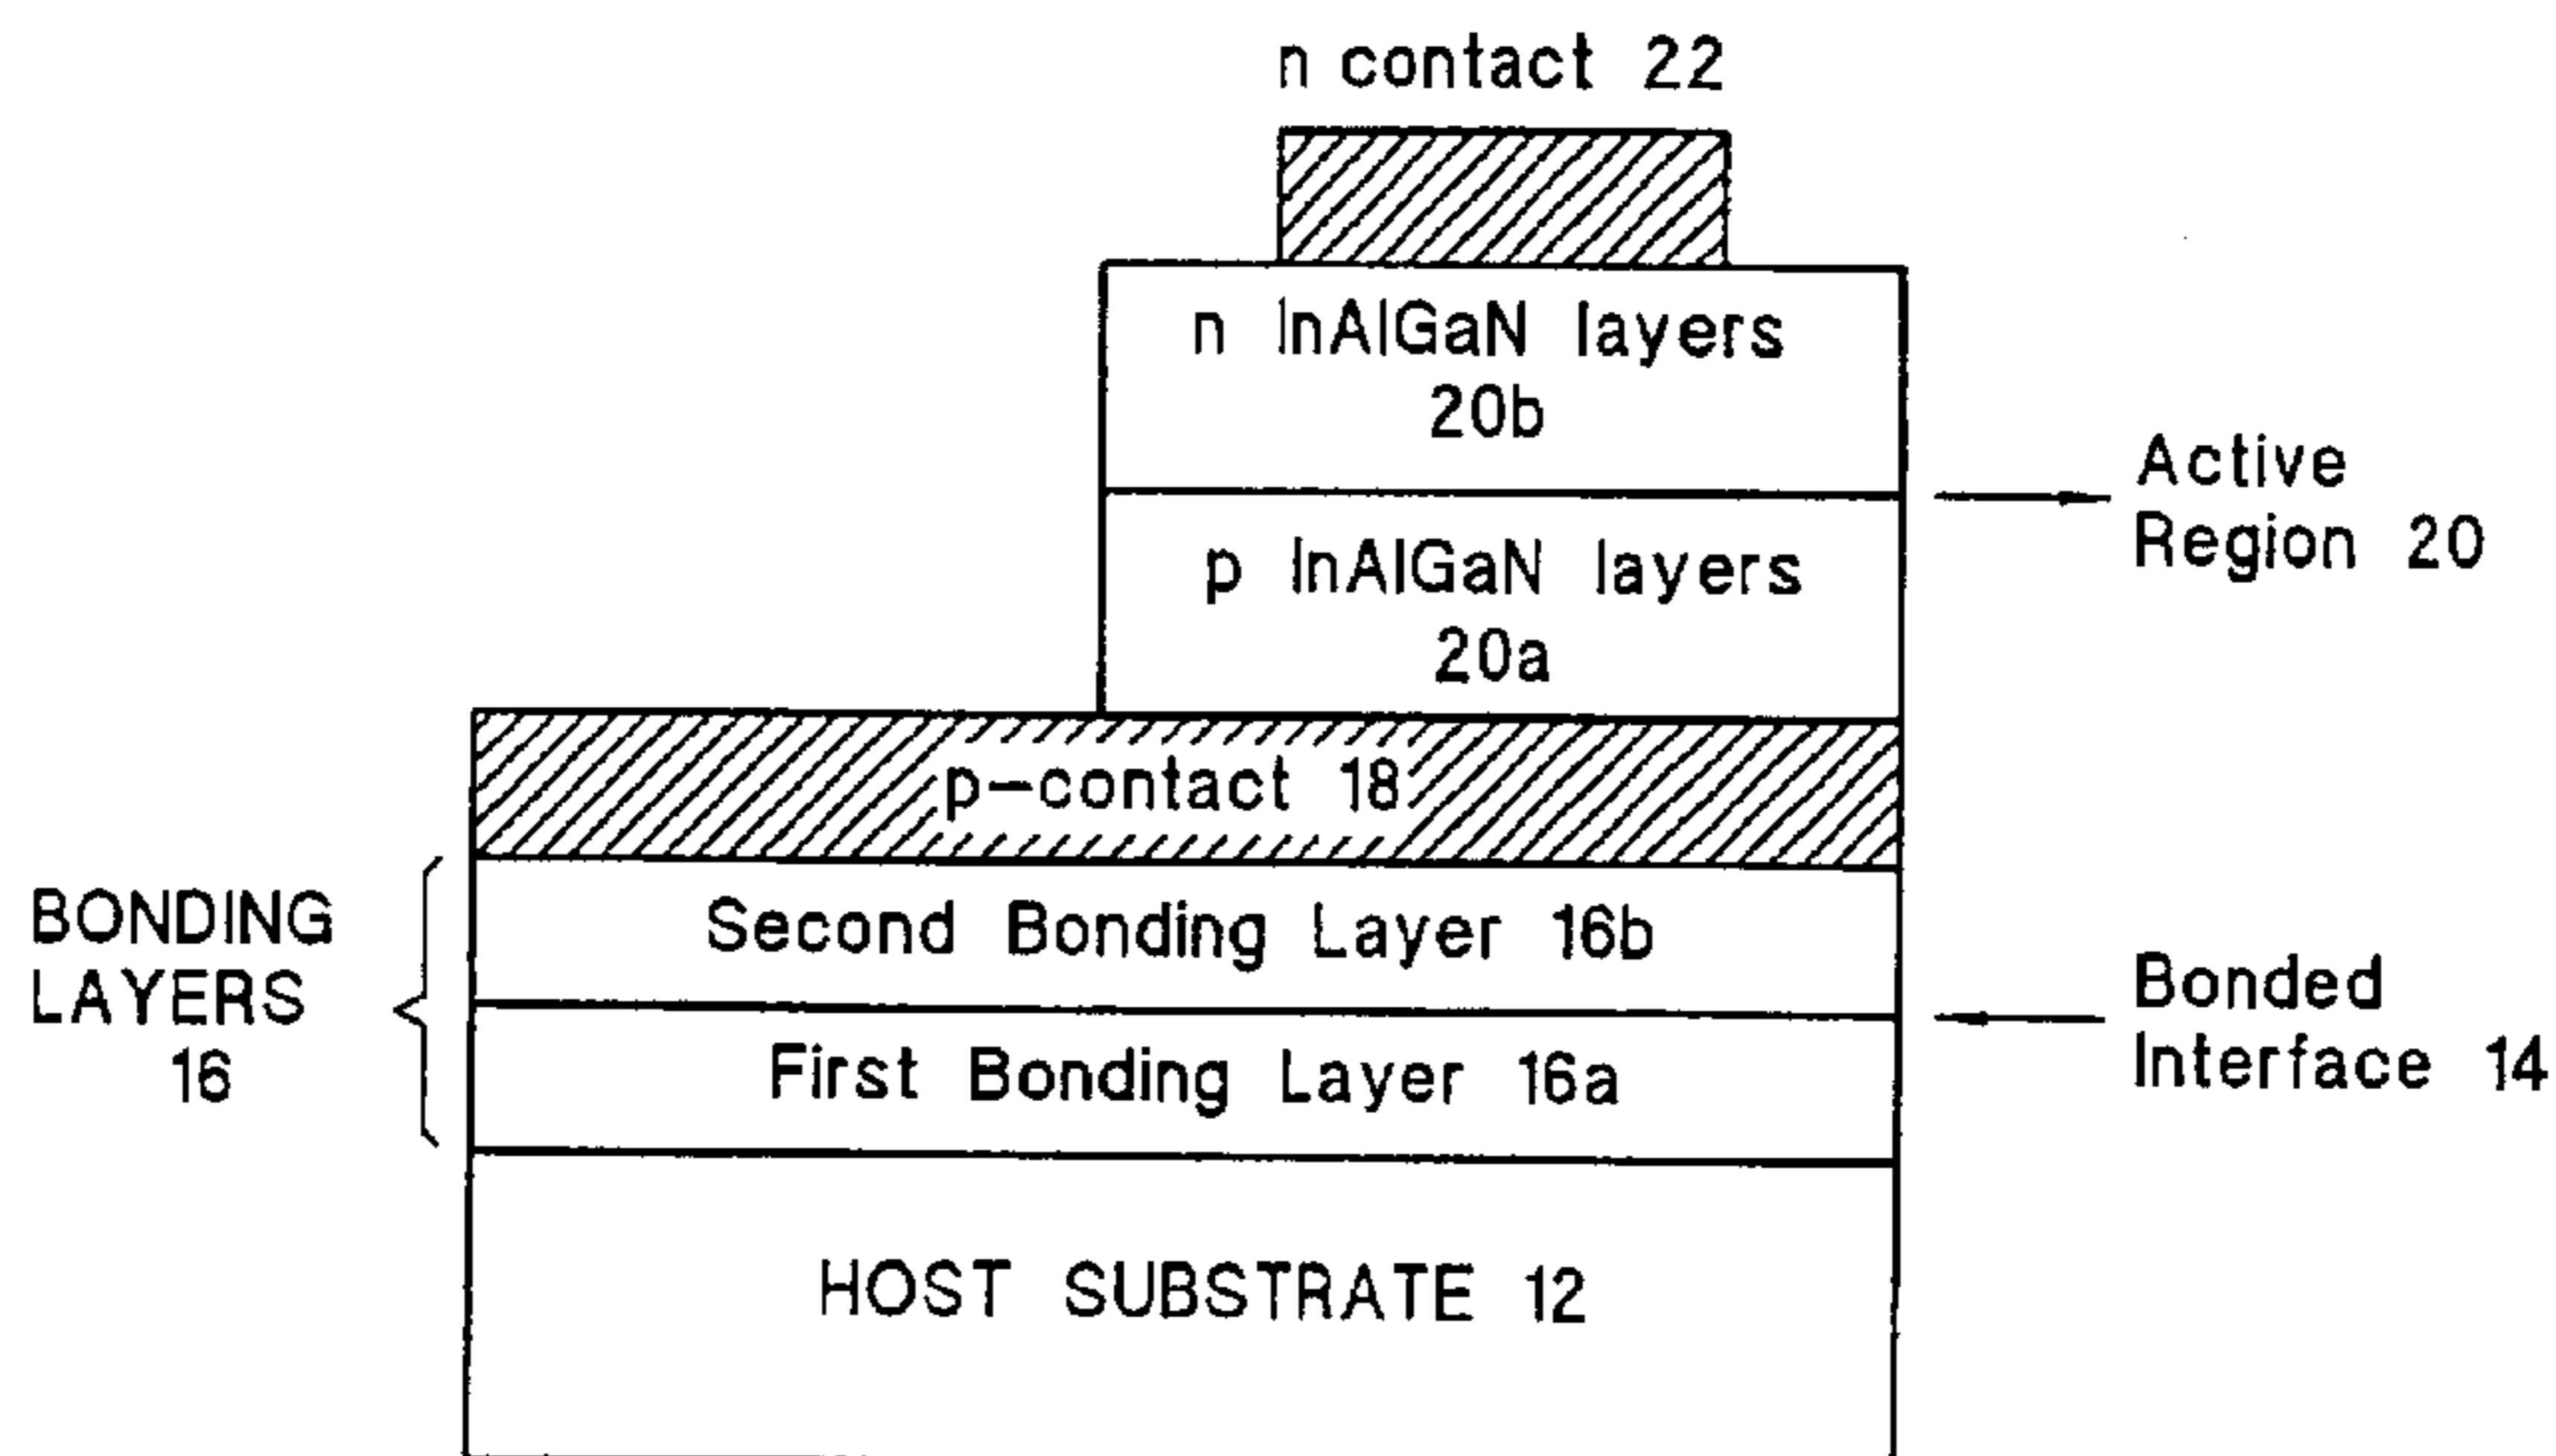 n contact 22
n InAlGaN layers
20b
Active
Region 20
p InAlGaN layers
20a
p-contact 18
BONDING
LAYERS
16
Second Bonding Layer 16b
Bonded
Interface 14
First Bonding Layer 16a
HOST SUBSTRATE 12